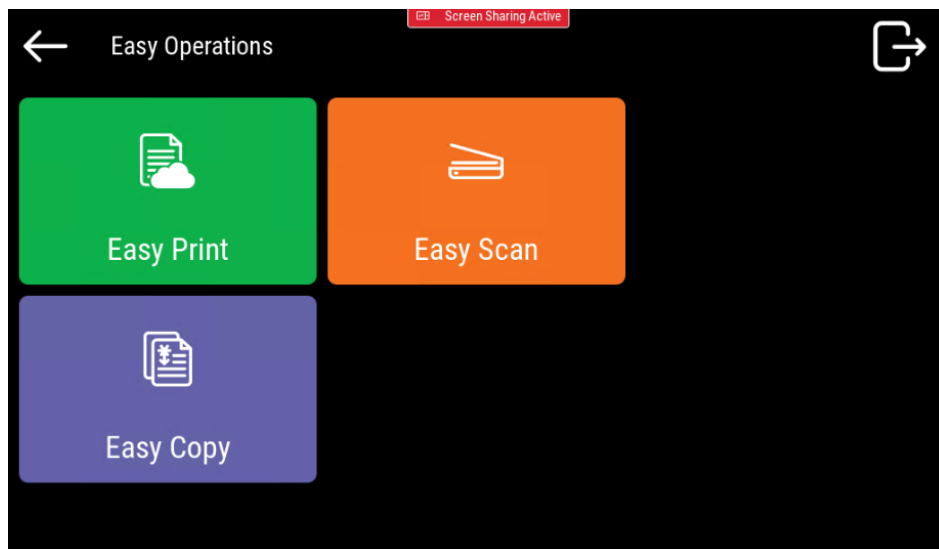 Screen Sharing Active
Easy Operations
Easy Print
Easy Scan
Easy Copy